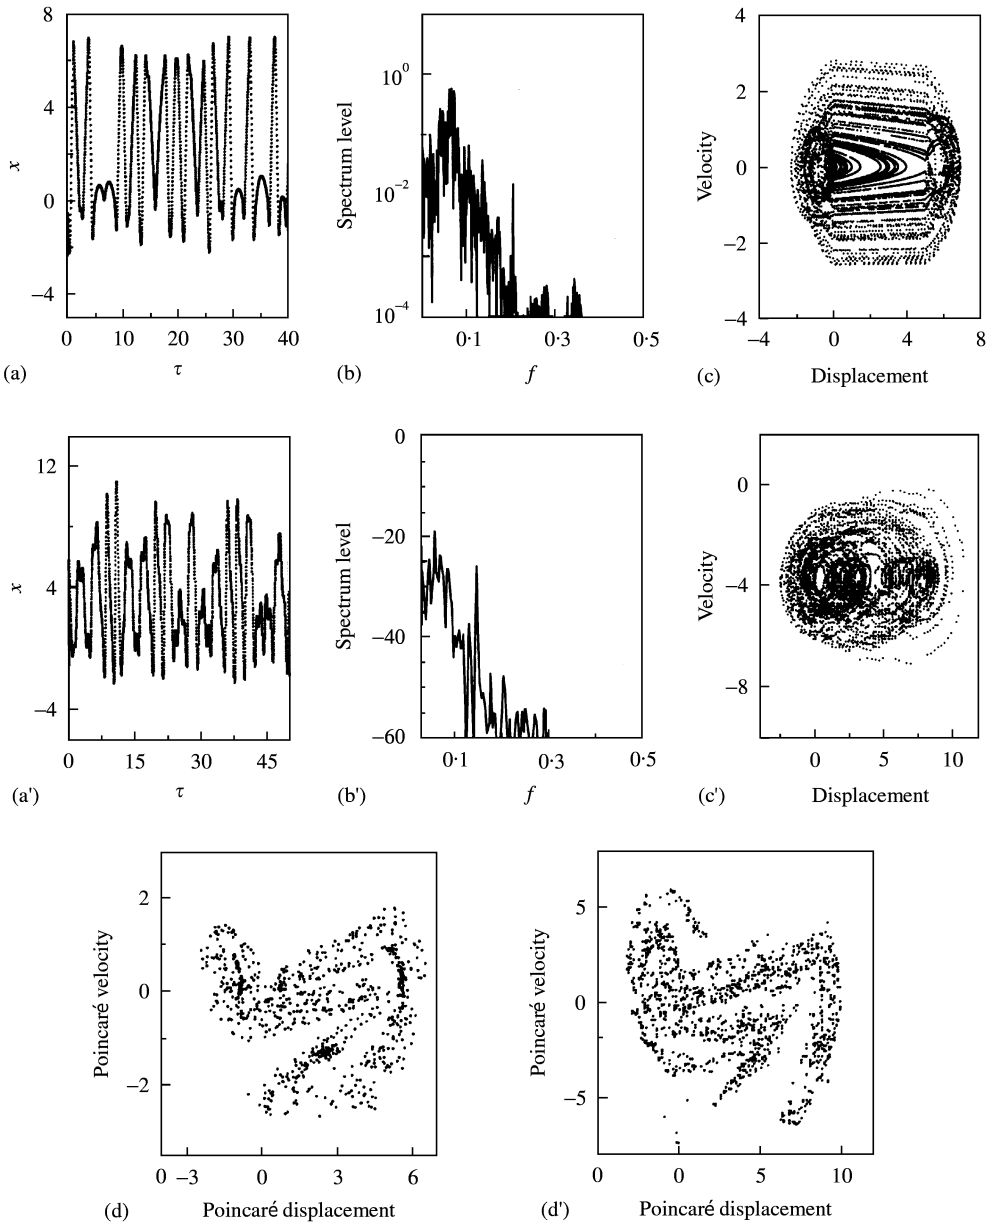 8
4
0
−4
x
0
10
20
30
40
τ
(a)
10⁰
10⁻²
10⁻⁴
Spectrum level
0·1
0·3
0·5
f
(b)
4
2
0
−2
−4
Velocity
−4
0
4
8
Displacement
(c)
12
4
−4
x
0
15
30
45
τ
(a')
0
−20
−40
−60
Spectrum level
0·1
0·3
0·5
f
(b')
0
−4
−8
Velocity
0
5
10
Displacement
(c')
2
0
−2
Poincaré velocity
0
−3
0
3
6
Poincaré displacement
(d)
5
0
−5
Poincaré velocity
0
0
5
10
Poincaré displacement
(d')